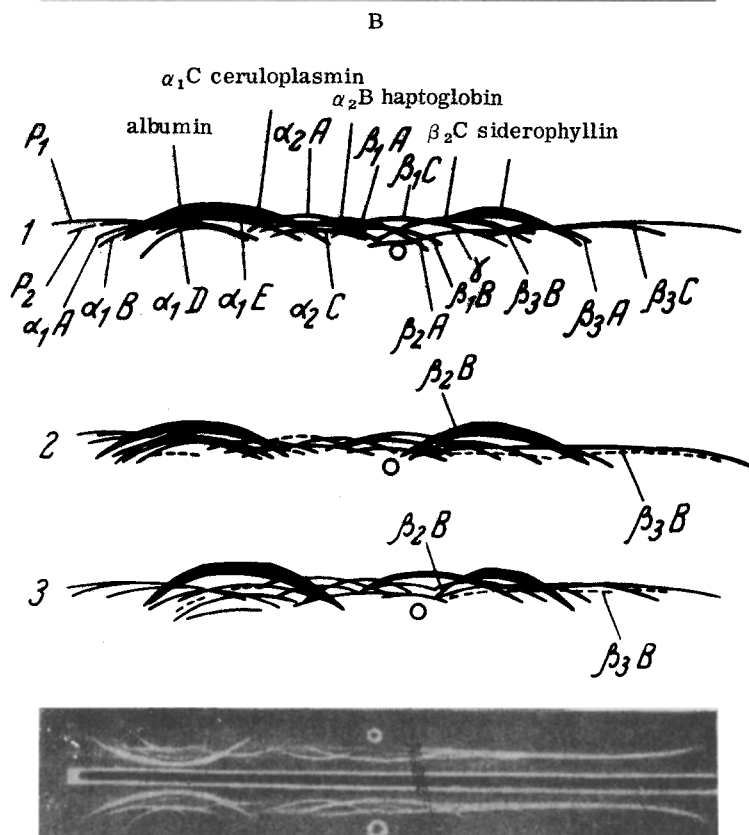 B
α₁C ceruloplasmin
α₂B haptoglobin
albumin α₂A β₁A β₂C siderophyllin
P₁ β₁C
1
P₂ α₁A α₁B α₁D α₁E α₂C β₂A β₁B γ β₃B β₃A β₃C
β₂B
2
β₃B
β₂B
3
β₃B